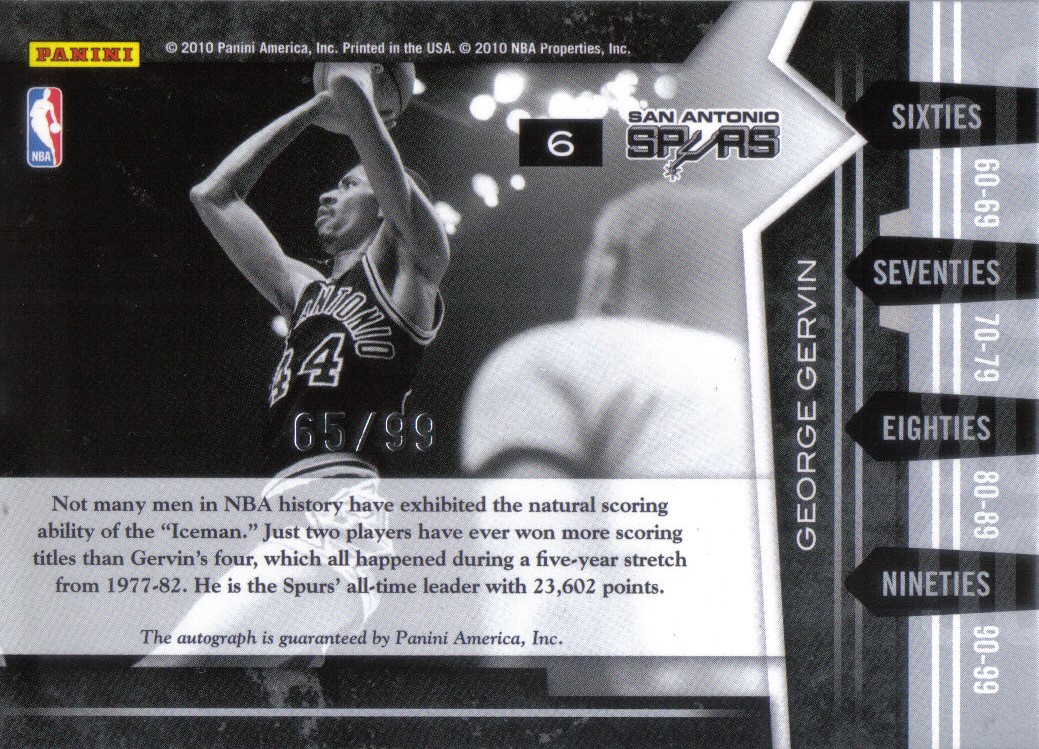 PANINI
© 2010 Panini America, Inc. Printed in the USA. © 2010 NBA Properties, Inc.
NBA
6
SAN ANTONIO
SPURS
ANTONIO
44
65/99
Not many men in NBA history have exhibited the natural scoring
ability of the “Iceman.” Just two players have ever won more scoring
titles than Gervin’s four, which all happened during a five-year stretch
from 1977-82. He is the Spurs’ all-time leader with 23,602 points.
The autograph is guaranteed by Panini America, Inc.
GEORGE GERVIN
SIXTIES
60-69
SEVENTIES
70-79
EIGHTIES
80-89
NINETIES
90-99